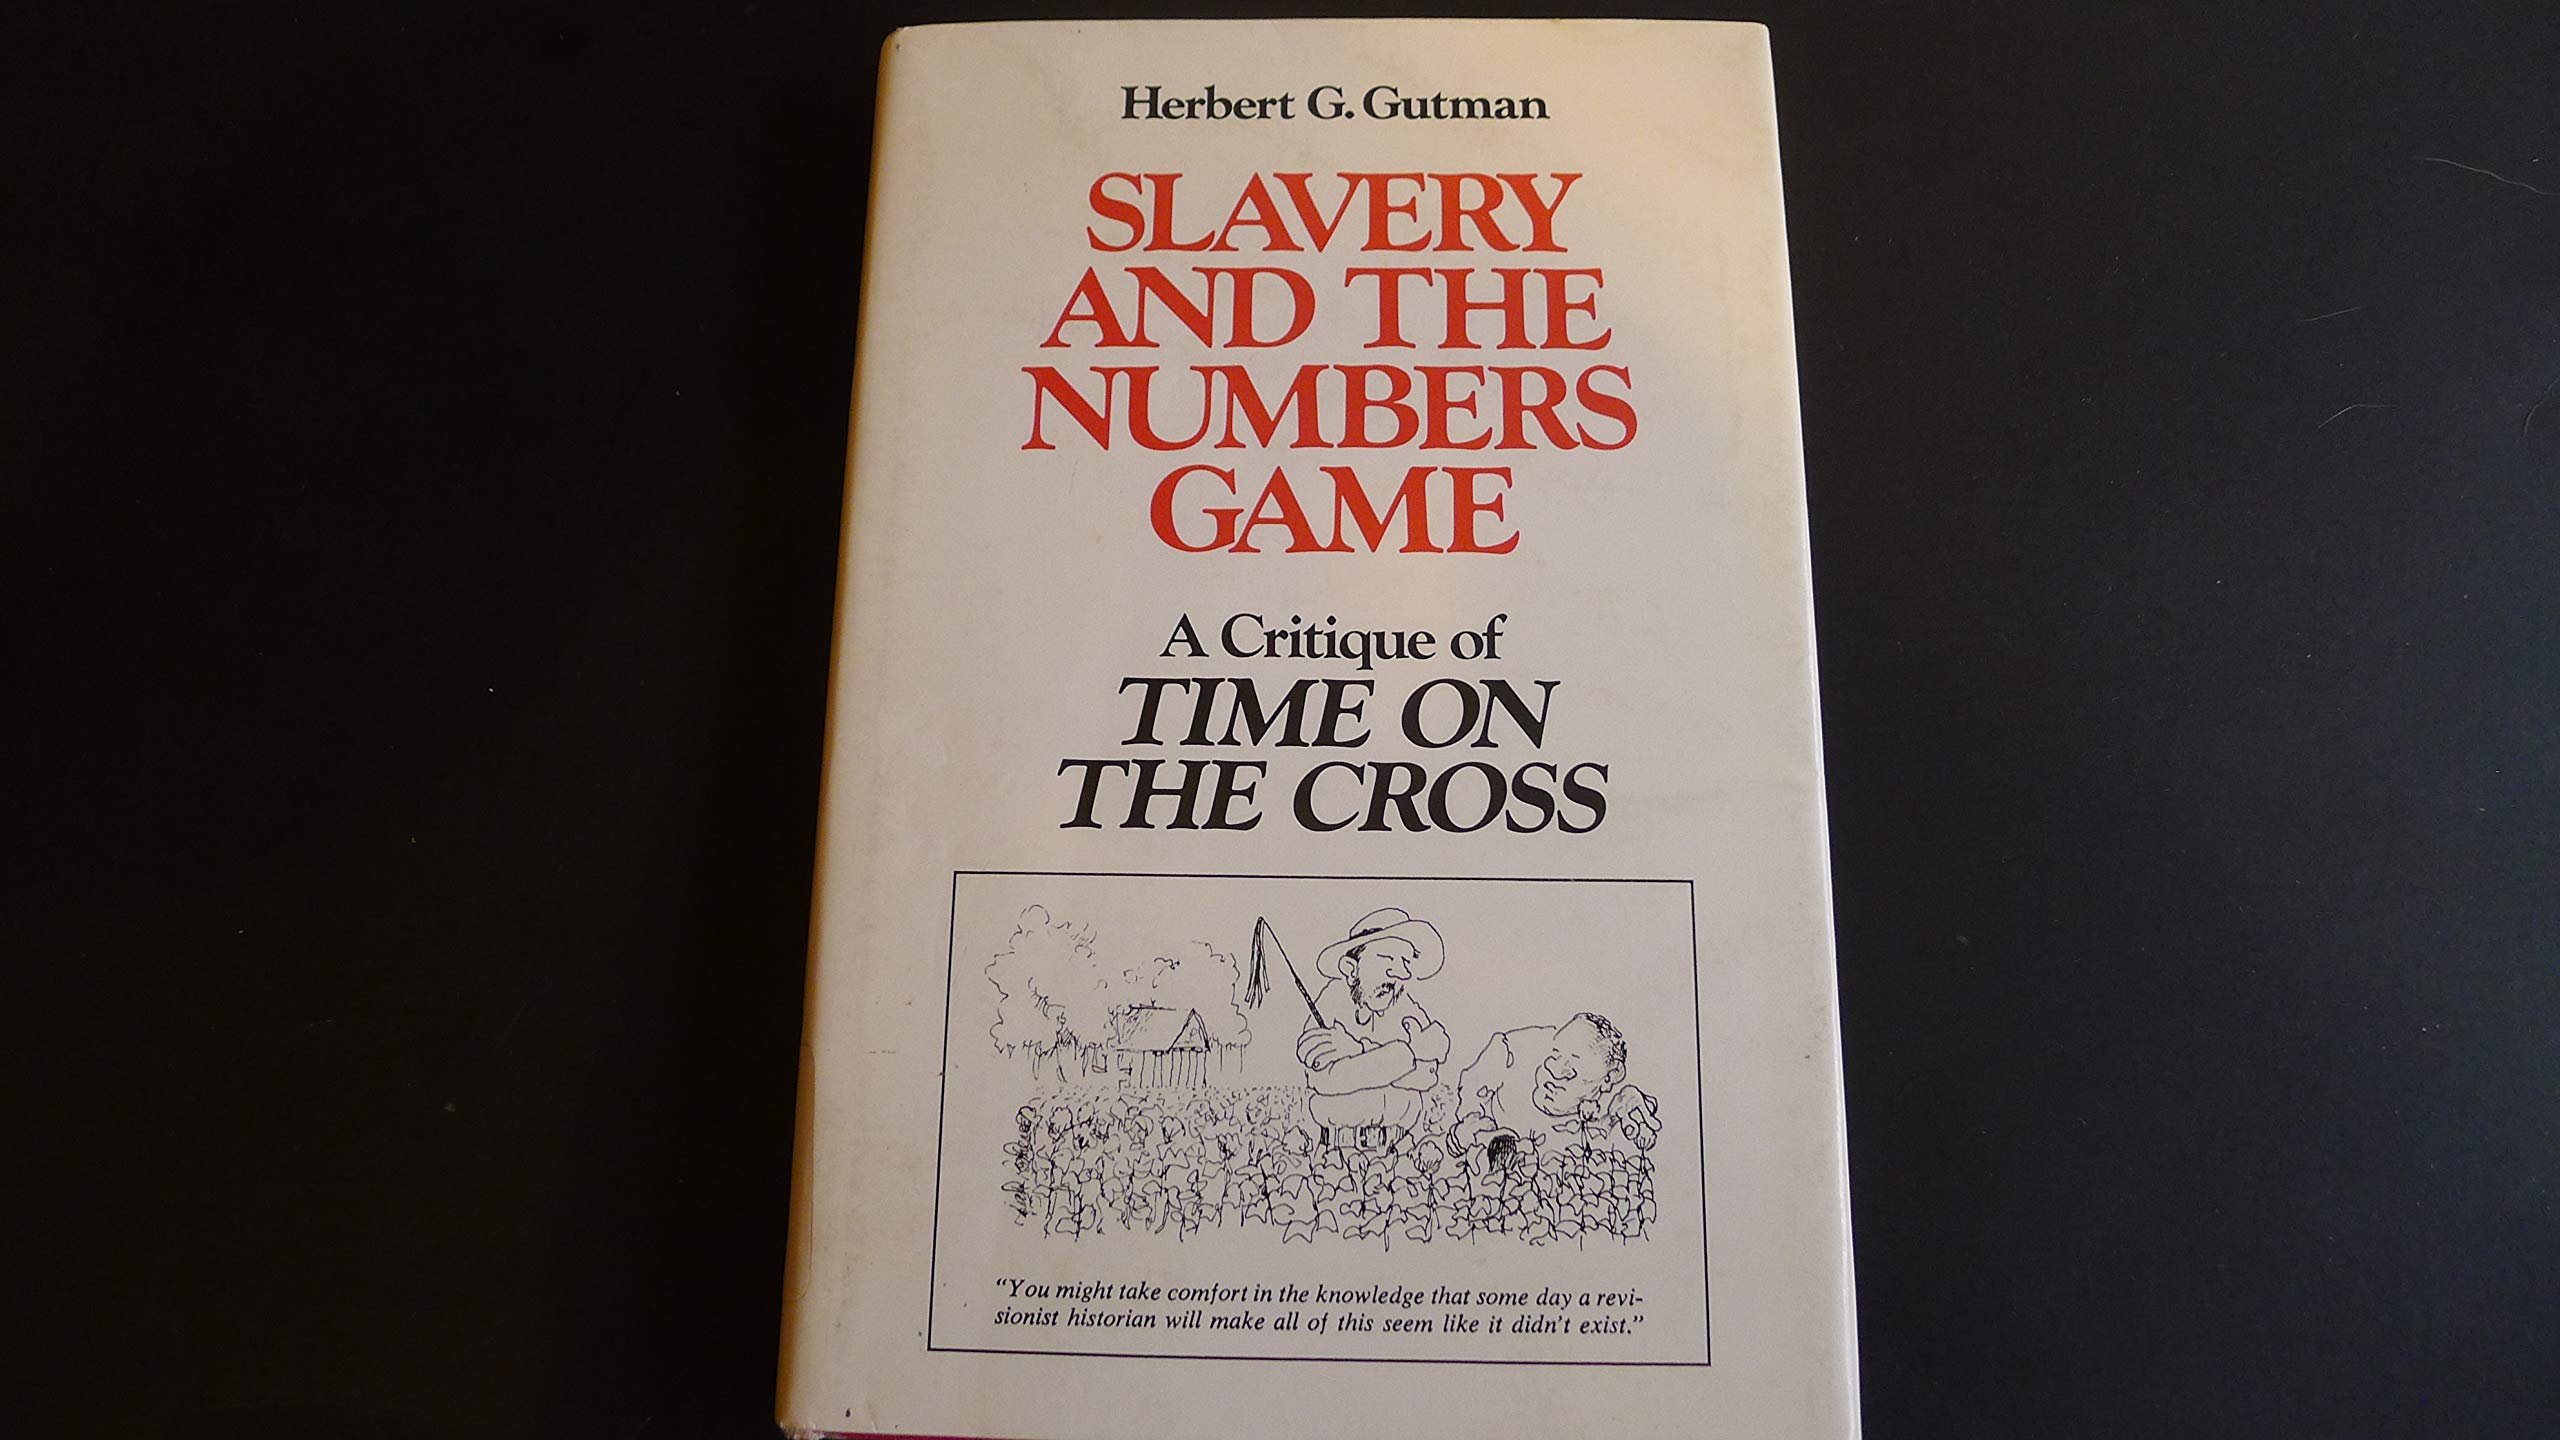 Herbert G. Gutman
SLAVERY
AND THE
NUMBERS
GAME
A Critique of
TIME ON
THE CROSS
“You might take comfort in the knowledge that some day a revi-
sionist historian will make all of this seem like it didn’t exist.”